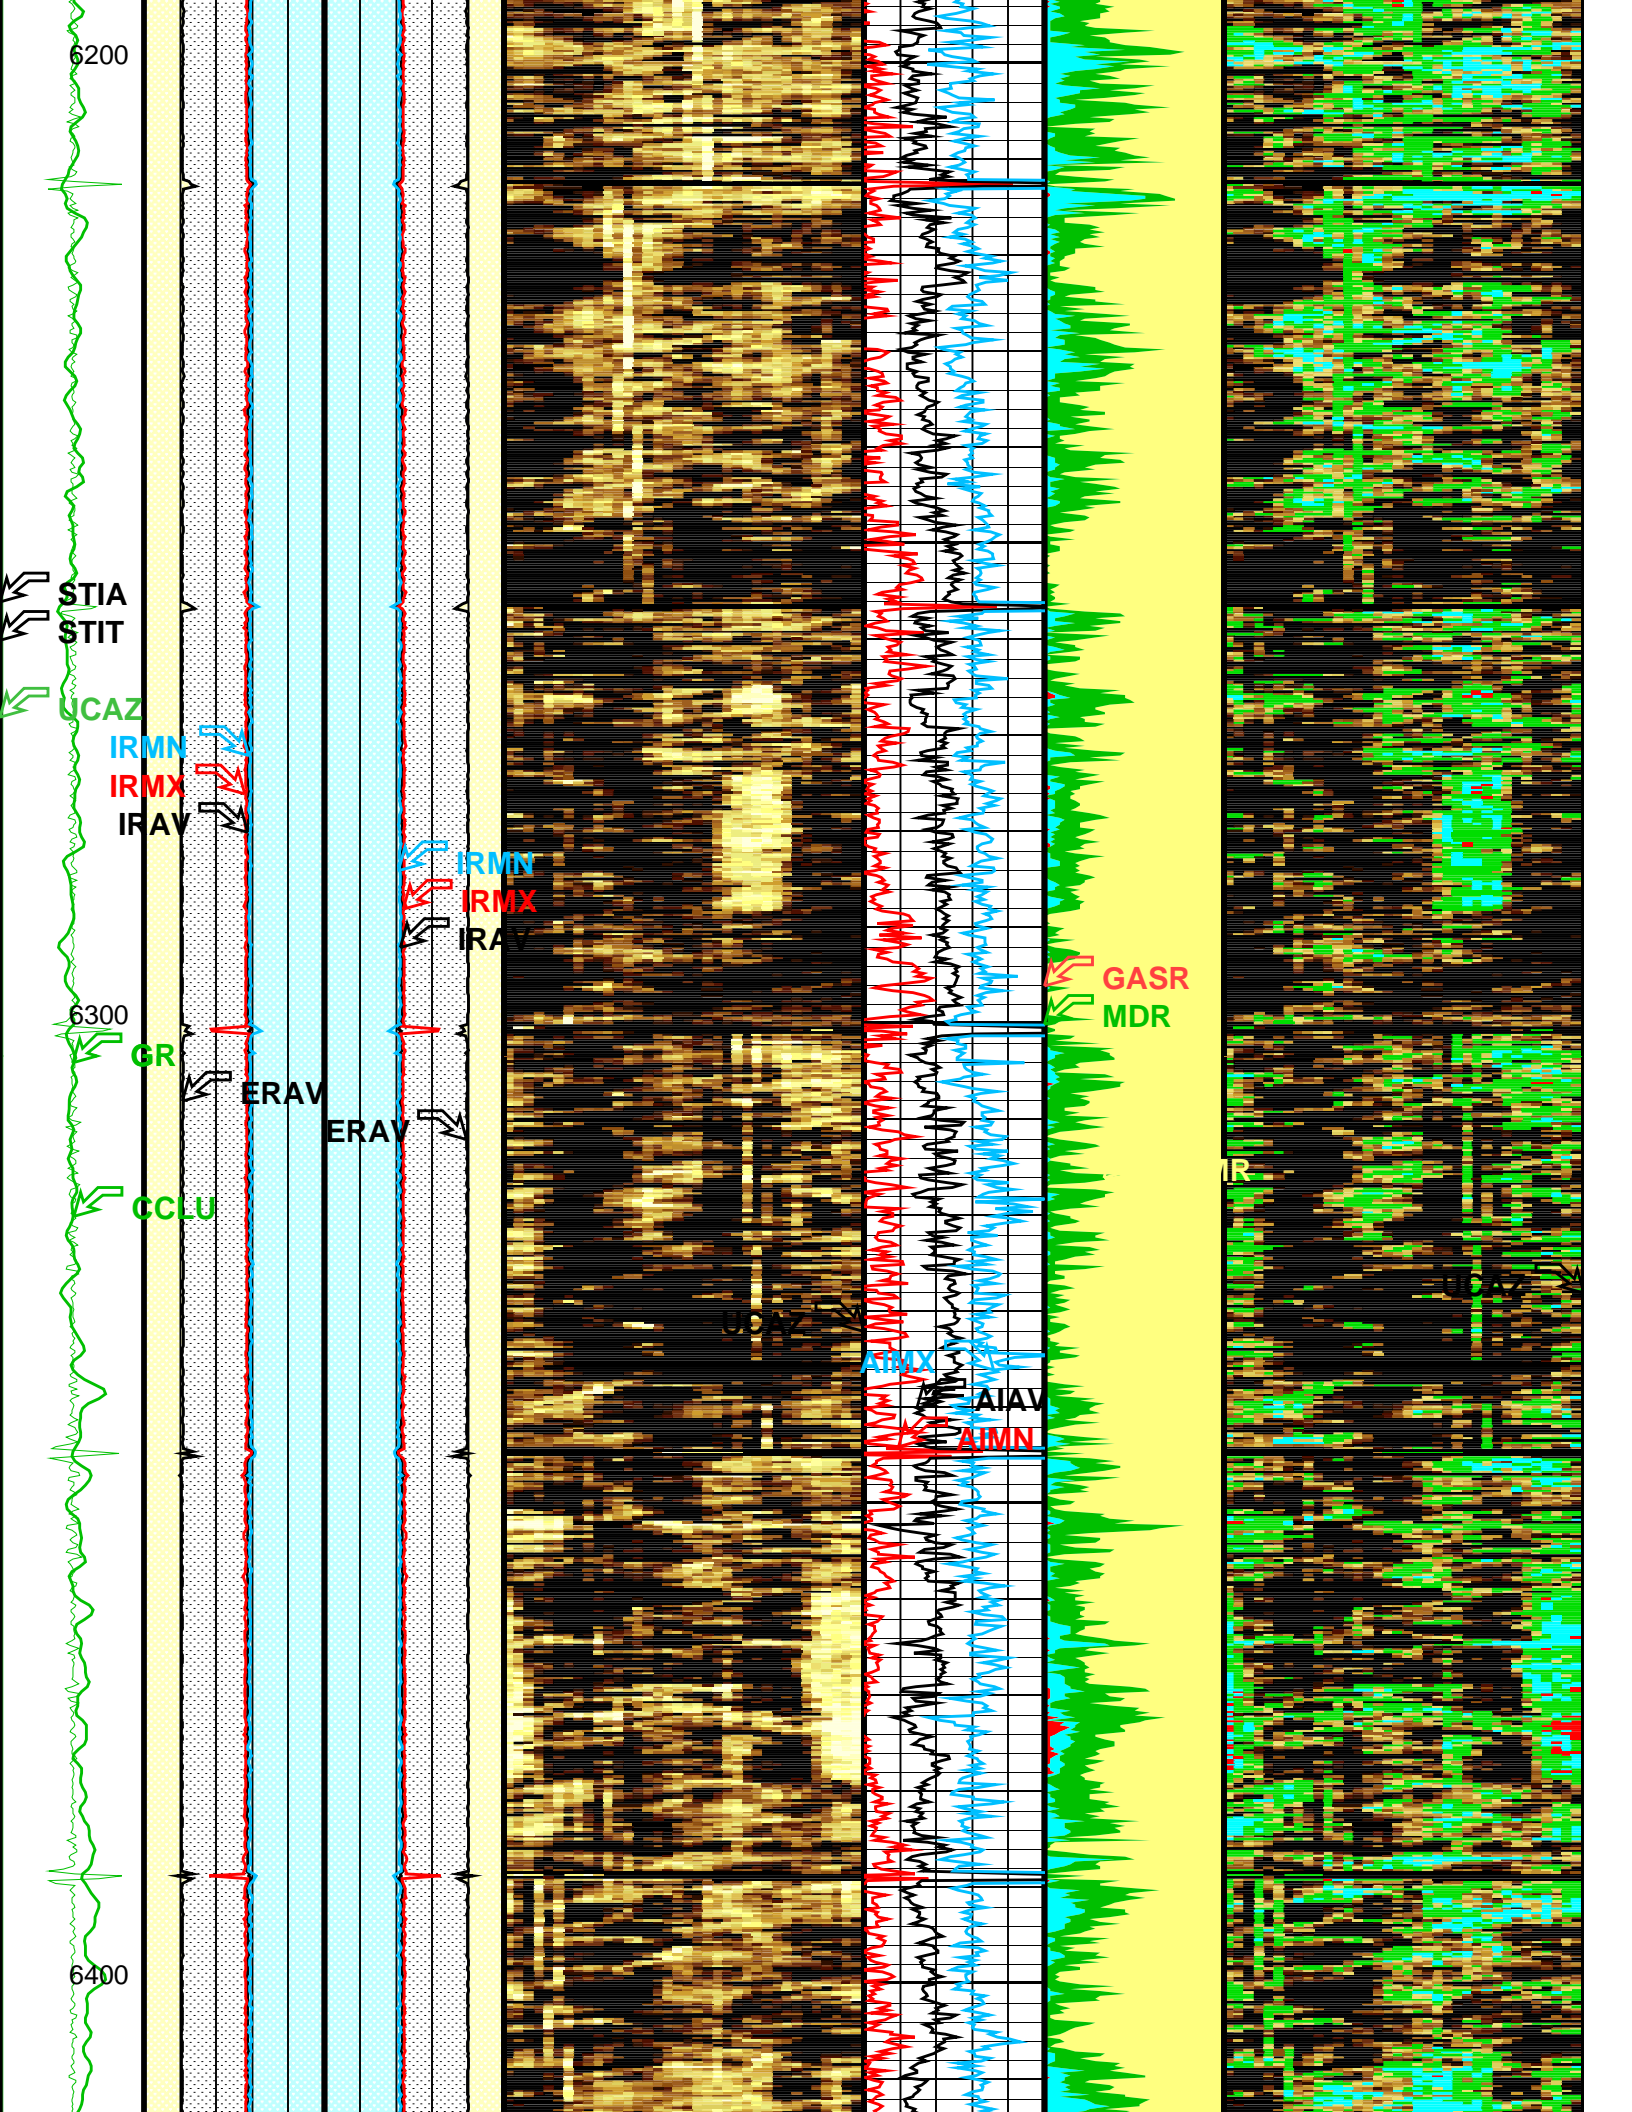 6200
STIA
STIT
UCAZ
IRMN
IRMX
IRAV
IRMN
IRMX
IRAV
GASR
6300
MDR
GR
ERAV
ERAV
CCLU
UCAZ
UCAZ
AIMX
AIAV
AIMN
6400